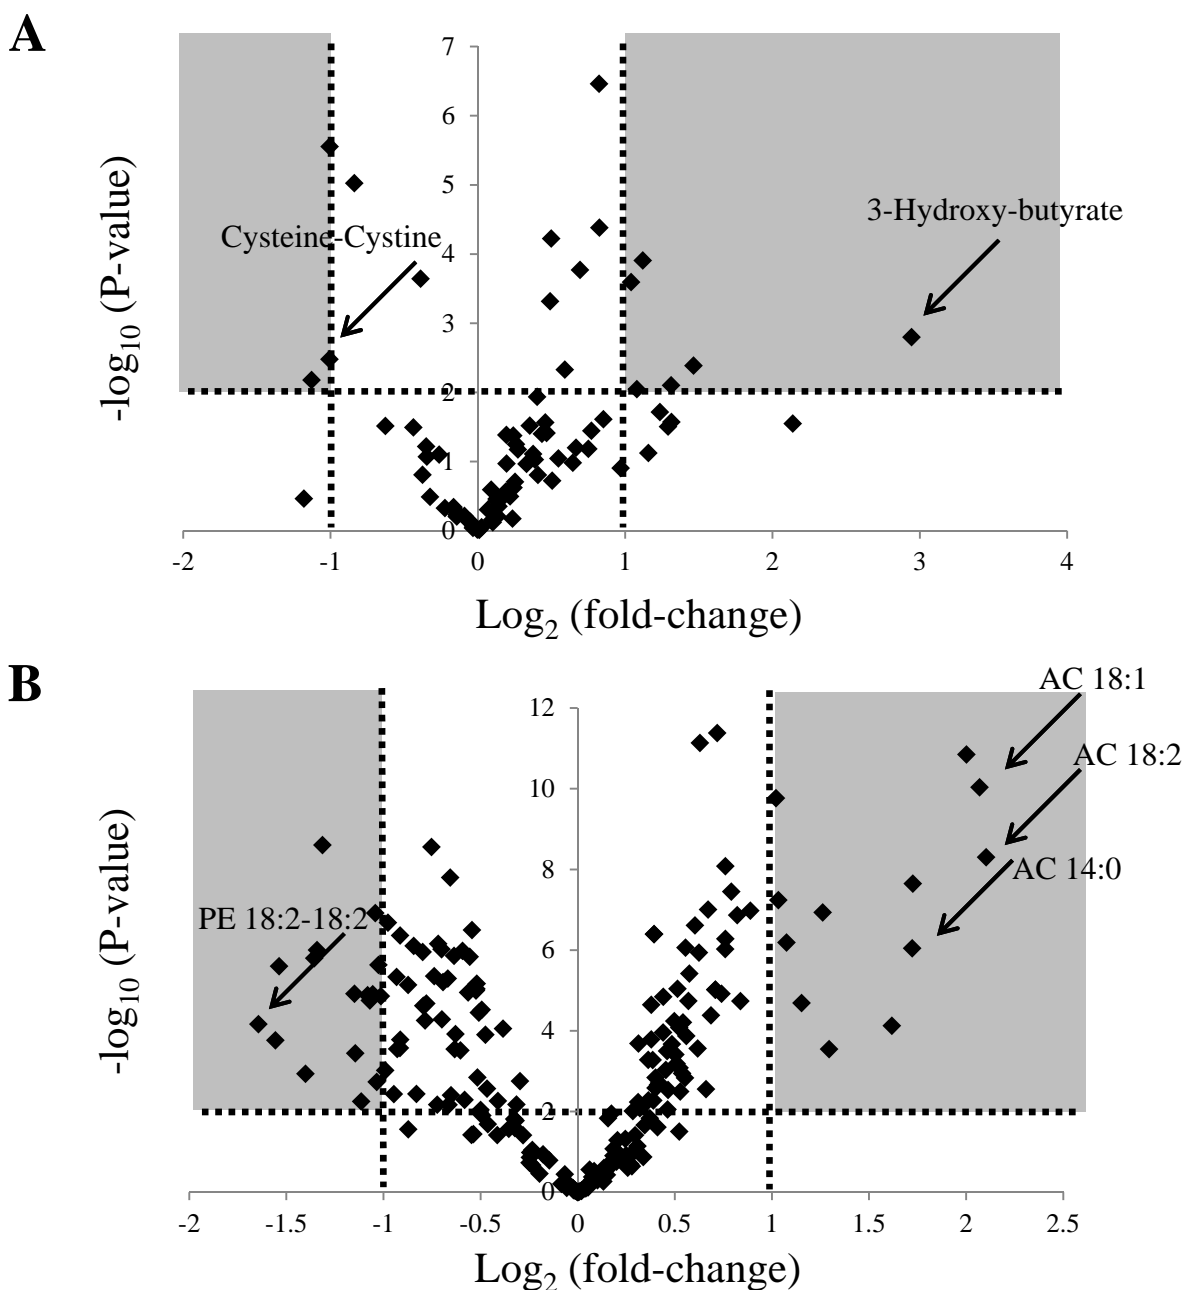 A
7
6
5
4
3
2
1
0
-log10 (P-value)
Cysteine-Cystine
3-Hydroxy-butyrate
-2 -1 0 1 2 3 4
Log2 (fold-change)
B
12
10
8
6
4
2
0
-log10 (P-value)
AC 18:1
AC 18:2
AC 14:0
PE 18:2-18:2
-2 -1.5 -1 -0.5 0 0.5 1 1.5 2 2.5
Log2 (fold-change)